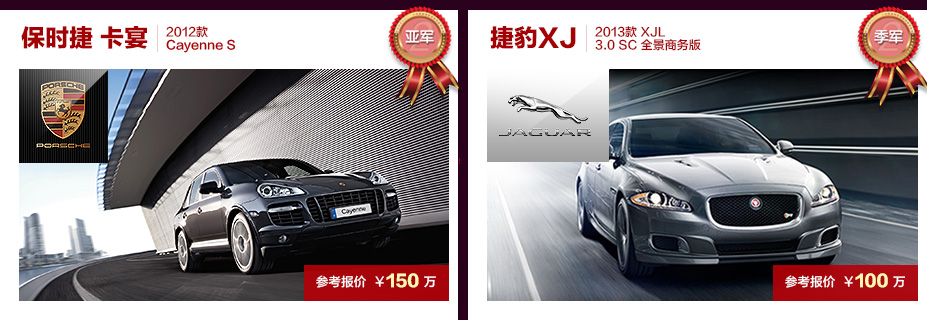 保时捷 卡宴
2012款
Cayenne S
亚军
PORSCHE
PORSCHE
Cayenne
参考报价 ¥150 万
捷豹XJ
2013款 XJL
3.0 SC 全景商务版
季军
JAGUAR
参考报价 ¥100 万